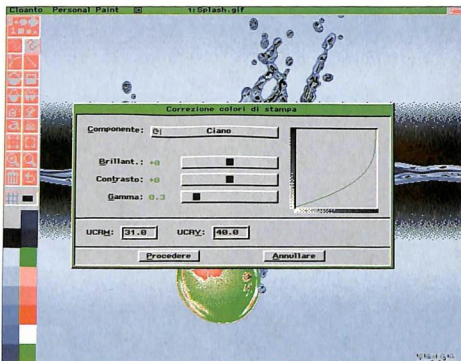 Cloanto Personal Paint 1:Splash.gif
Correzione colori di stampa
Componente: Ciano
Brillant.: +0
Contrasto: +0
Gamma: 0.3
UCRM: 31.0 UCRY: 40.0
Procedere Annullare